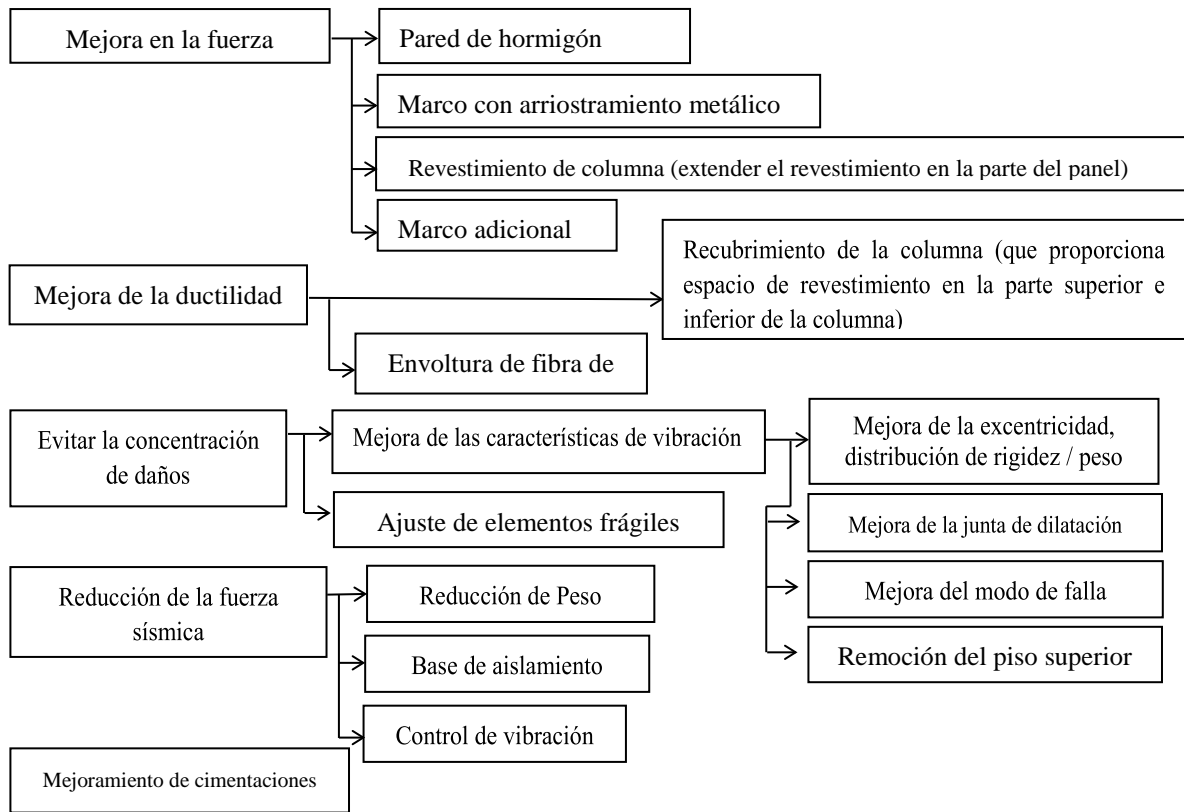 Mejora en la fuerza
Pared de hormigón
Marco con arriostramiento metálico
Revestimiento de columna (extender el revestimiento en la parte del panel)
Marco adicional
Mejora de la ductilidad
Recubrimiento de la columna (que proporciona
espacio de revestimiento en la parte superior e
inferior de la columna)
Envoltura de fibra de
Evitar la concentración
de daños
Mejora de las características de vibración
Ajuste de elementos frágiles
Mejora de la excentricidad,
distribución de rigidez / peso
Mejora de la junta de dilatación
Mejora del modo de falla
Remoción del piso superior
Reducción de la fuerza
sísmica
Reducción de Peso
Base de aislamiento
Control de vibración
Mejoramiento de cimentaciones